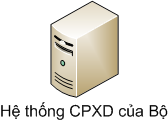 Hệ thống CPXD của Bộ